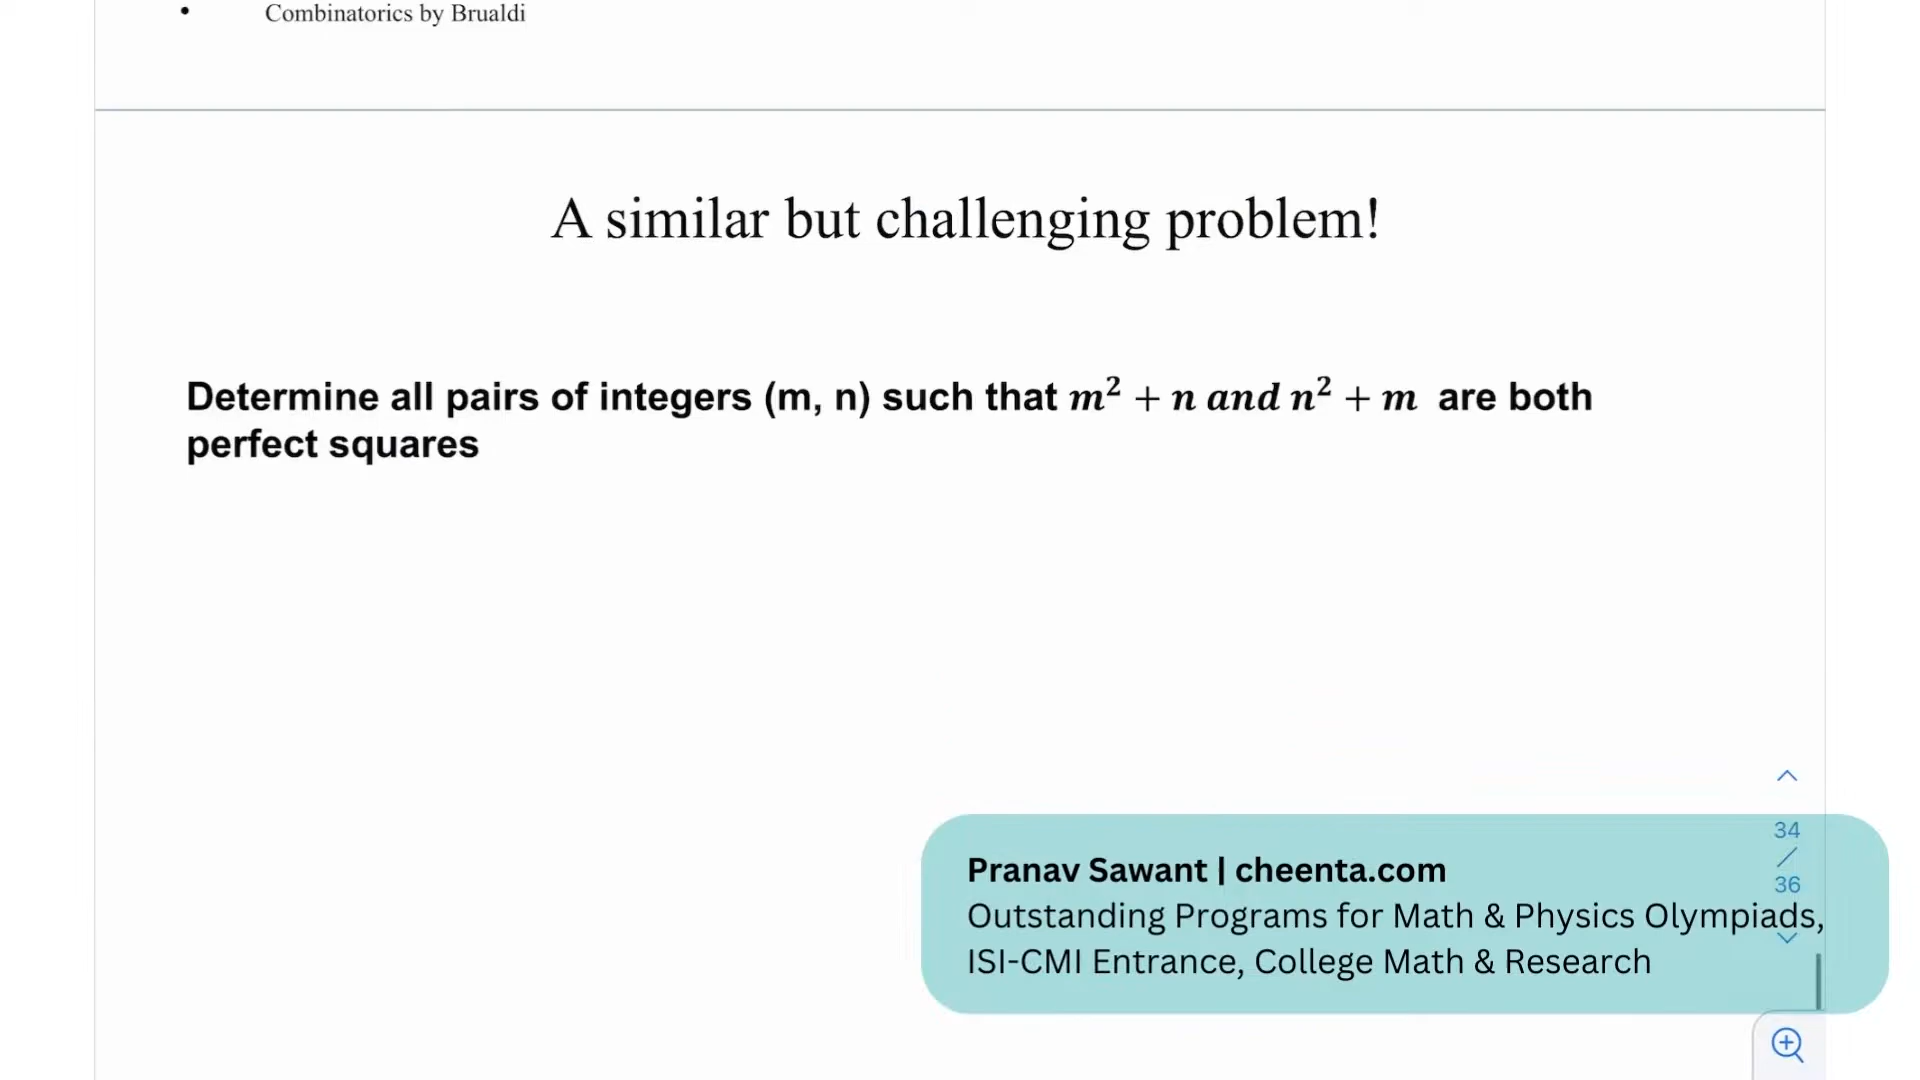 • Combinatorics by Brualdi
A similar but challenging problem!
Determine all pairs of integers (m, n) such that m² + n and n² + m are both
perfect squares
34
/
36
Pranav Sawant | cheenta.com
Outstanding Programs for Math & Physics Olympiads,
ISI-CMI Entrance, College Math & Research